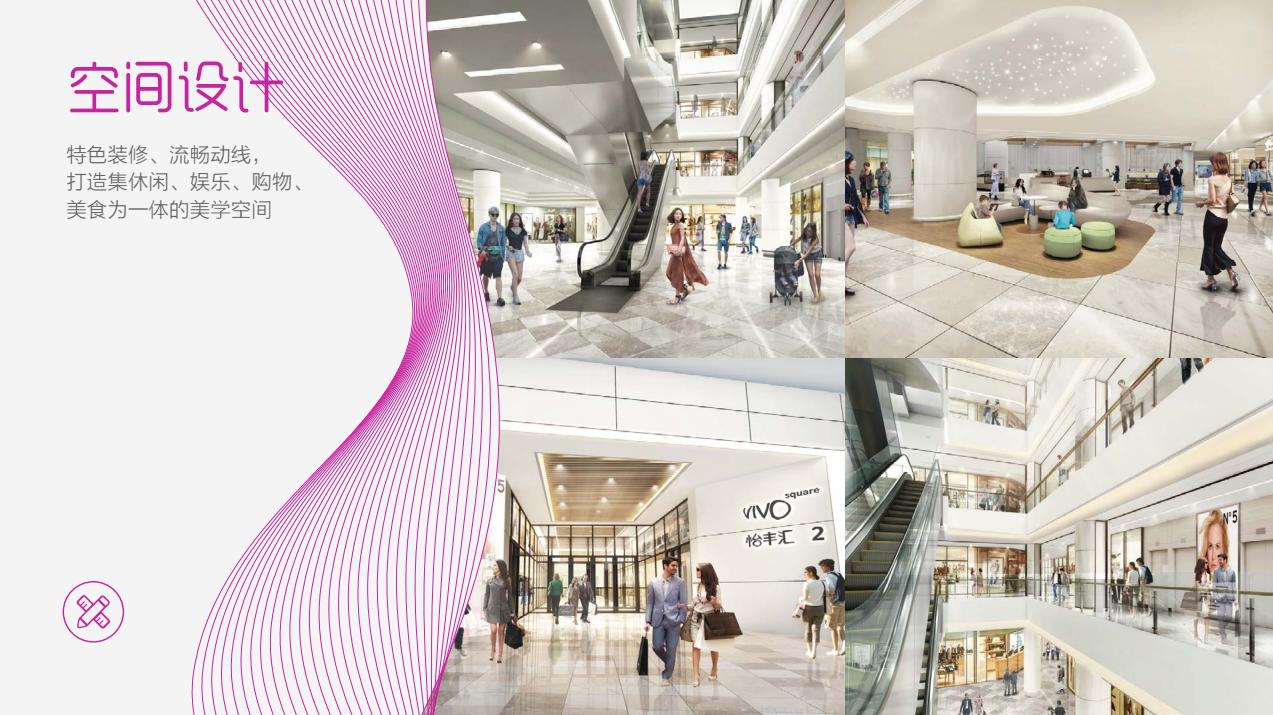 空间设计
特色装修、流畅动线，
打造集休闲、娱乐、购物、
美食为一体的美学空间
5
VIVO square
怡丰汇 2
N°5